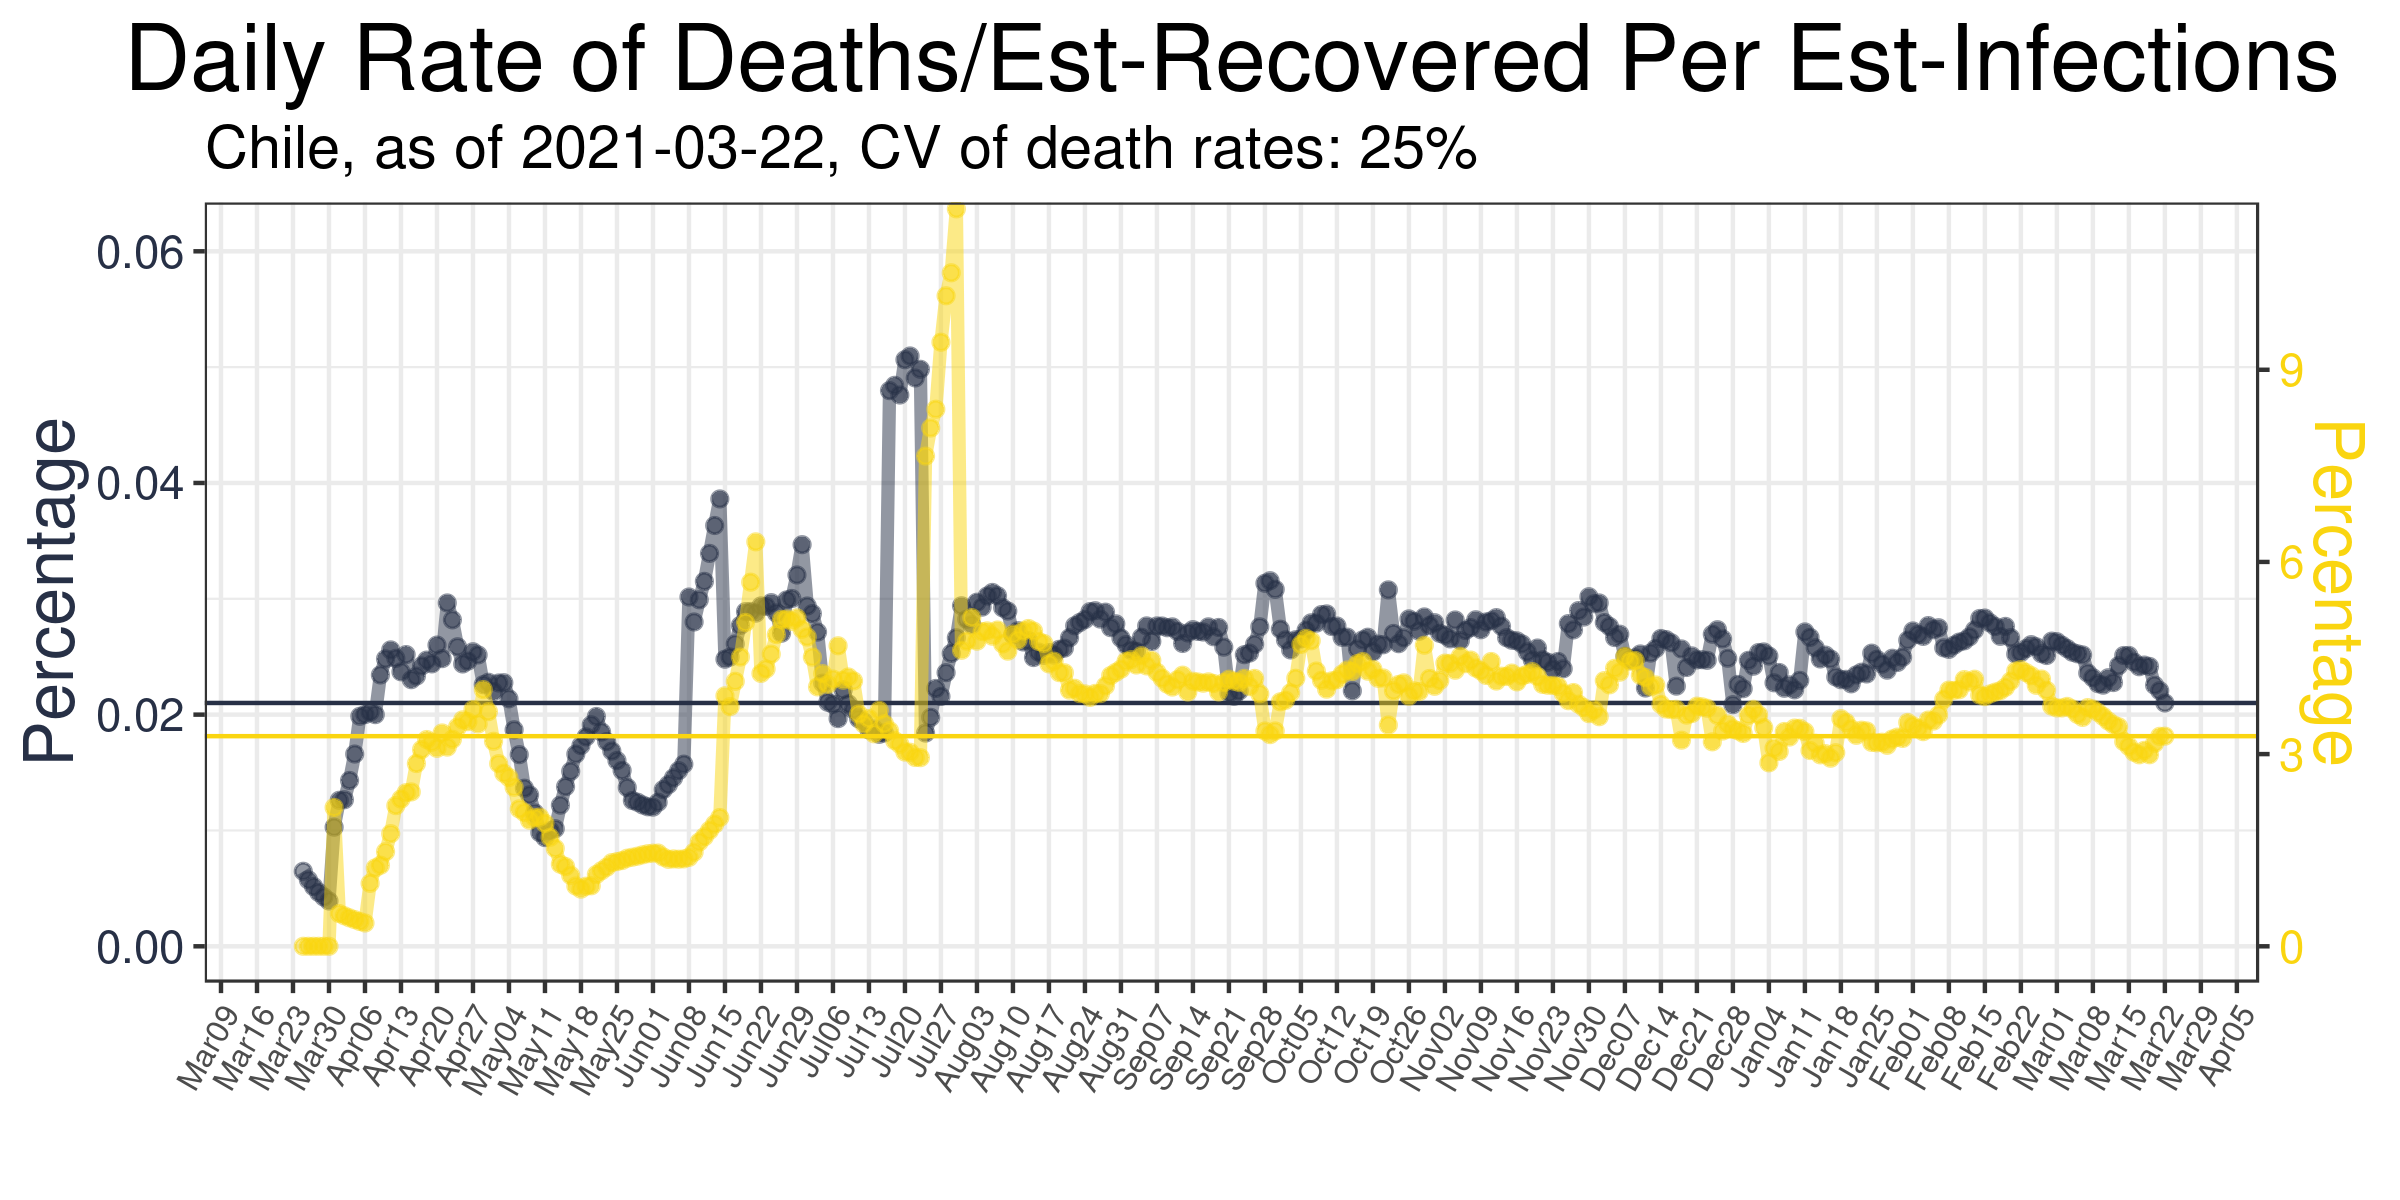 Daily Rate of Deaths/Est-Recovered Per Est-Infections
Chile, as of 2021-03-22, CV of death rates: 25%
Percentage
0.06
0.04
0.02
0.00
9
6
3
0
Percentage
Mar09
Mar16
Mar23
Mar30
Apr06
Apr13
Apr20
Apr27
May04
May11
May18
May25
Jun01
Jun08
Jun15
Jun22
Jun29
Jul06
Jul13
Jul20
Jul27
Aug03
Aug10
Aug17
Aug24
Aug31
Sep07
Sep14
Sep21
Sep28
Oct05
Oct12
Oct19
Oct26
Nov02
Nov09
Nov16
Nov23
Nov30
Dec07
Dec14
Dec21
Dec28
Jan04
Jan11
Jan18
Jan25
Feb01
Feb08
Feb15
Feb22
Mar01
Mar08
Mar15
Mar22
Mar29
Apr05